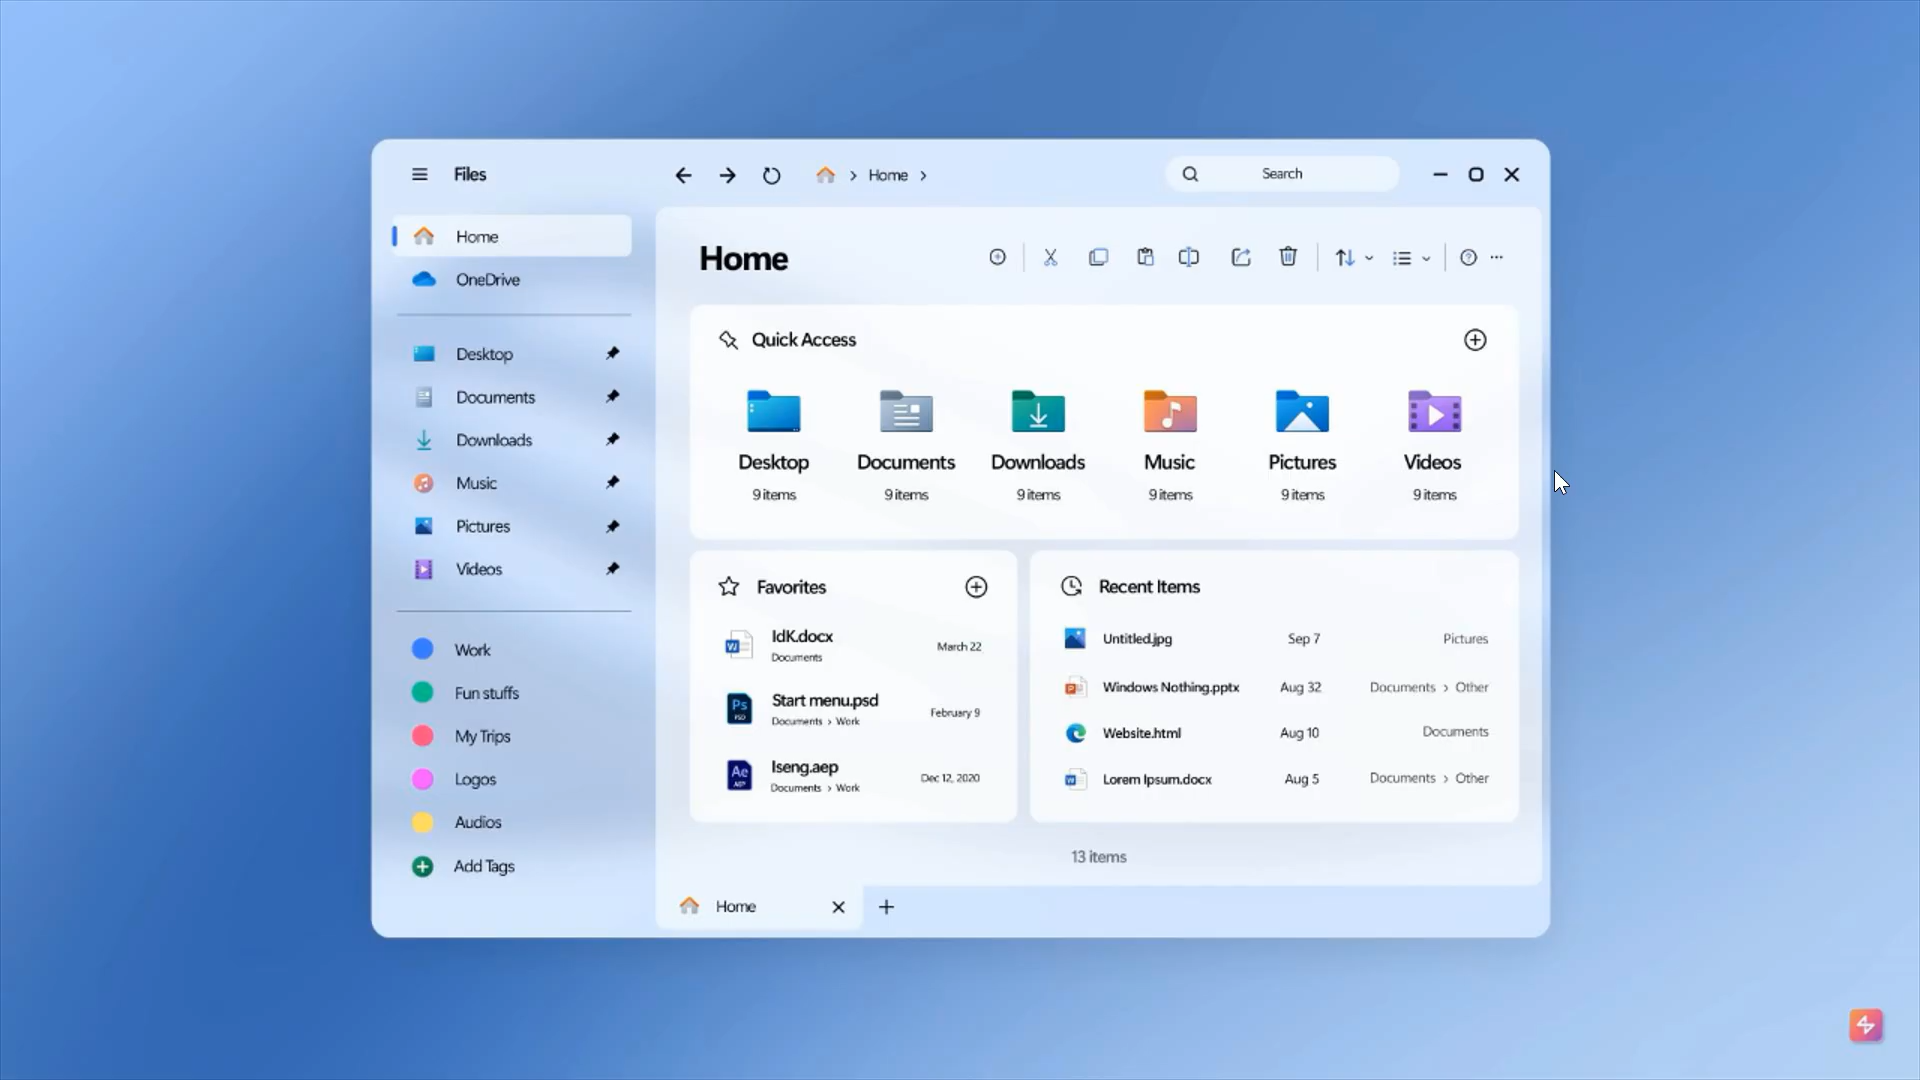 Files
Home
Search
Home
OneDrive
Desktop
Documents
Downloads
Music
Pictures
Videos
Work
Fun stuffs
My Trips
Logos
Audios
Add Tags
Home
Quick Access
Desktop
9 items
Documents
9 items
Downloads
9 items
Music
9 items
Pictures
9 items
Videos
9 items
Favorites
IdK.docx
Documents
March 22
Ps
PSD
Start menu.psd
Documents › Work
February 9
Ae
AEP
Iseng.aep
Documents › Work
Dec 12, 2020
Recent Items
Untitled.jpg Sep 7 Pictures
Windows Nothing.pptx Aug 32 Documents › Other
Website.html Aug 10 Documents
Lorem Ipsum.docx Aug 5 Documents › Other
13 items
Home